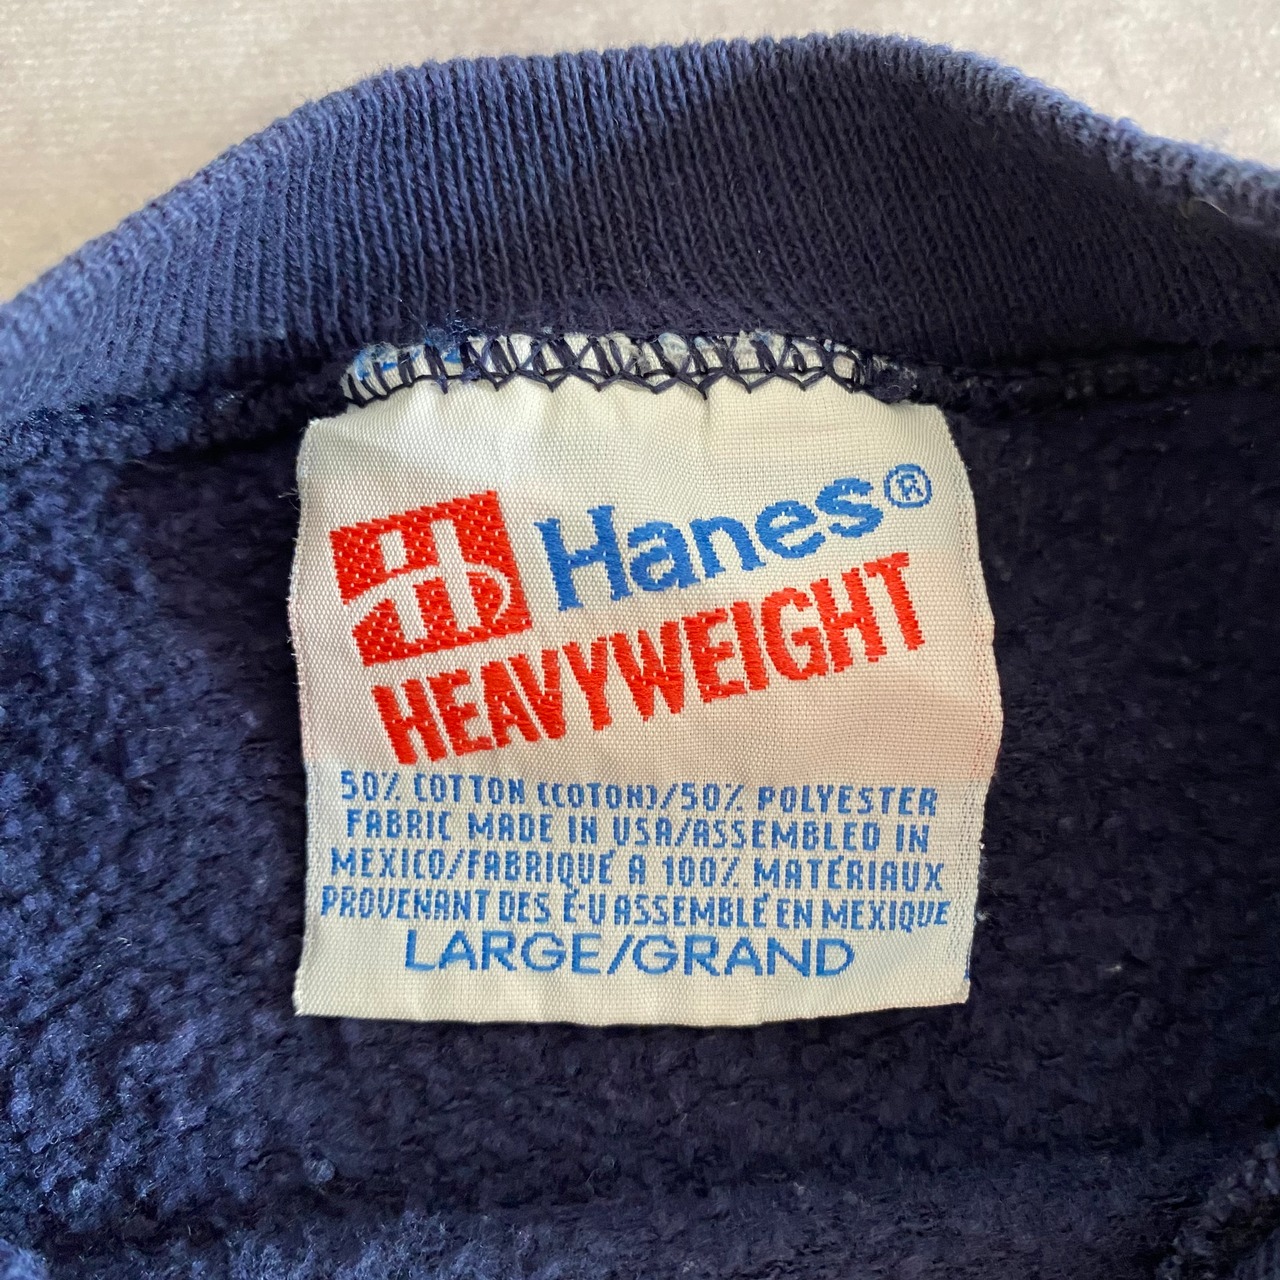 Hanes®
HEAVYWEIGHT
50% COTTON (COTON)/50% POLYESTER
FABRIC MADE IN USA/ASSEMBLED IN
MEXICO/FABRIQUÉ A 100% MATÉRIAUX
PROVENANT DES É-U ASSEMBLÉ EN MEXIQUE
LARGE/GRAND